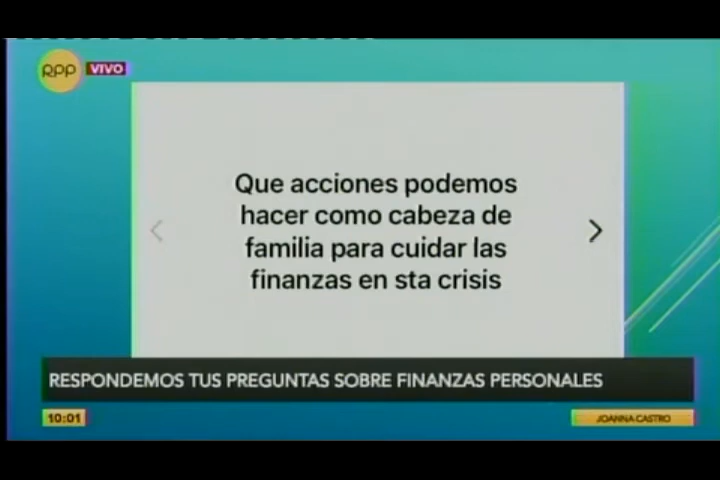 RPP VIVO
Que acciones podemos
hacer como cabeza de
familia para cuidar las
finanzas en sta crisis
RESPONDEMOS TUS PREGUNTAS SOBRE FINANZAS PERSONALES
10:01
JOANNA CASTRO